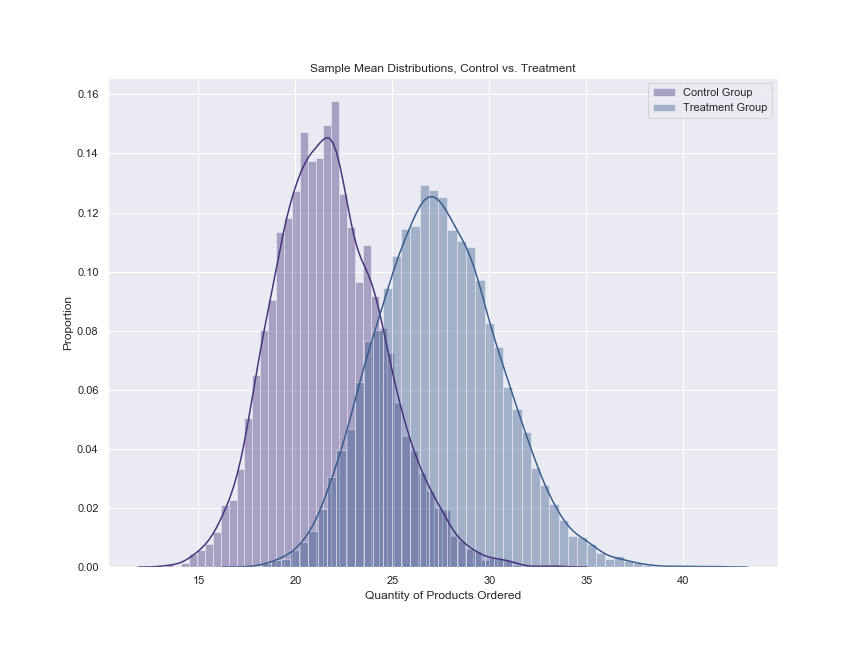 Sample Mean Distributions, Control vs. Treatment
Control Group
Treatment Group
Proportion
0.16
0.14
0.12
0.10
0.08
0.06
0.04
0.02
0.00
15 20 25 30 35 40
Quantity of Products Ordered